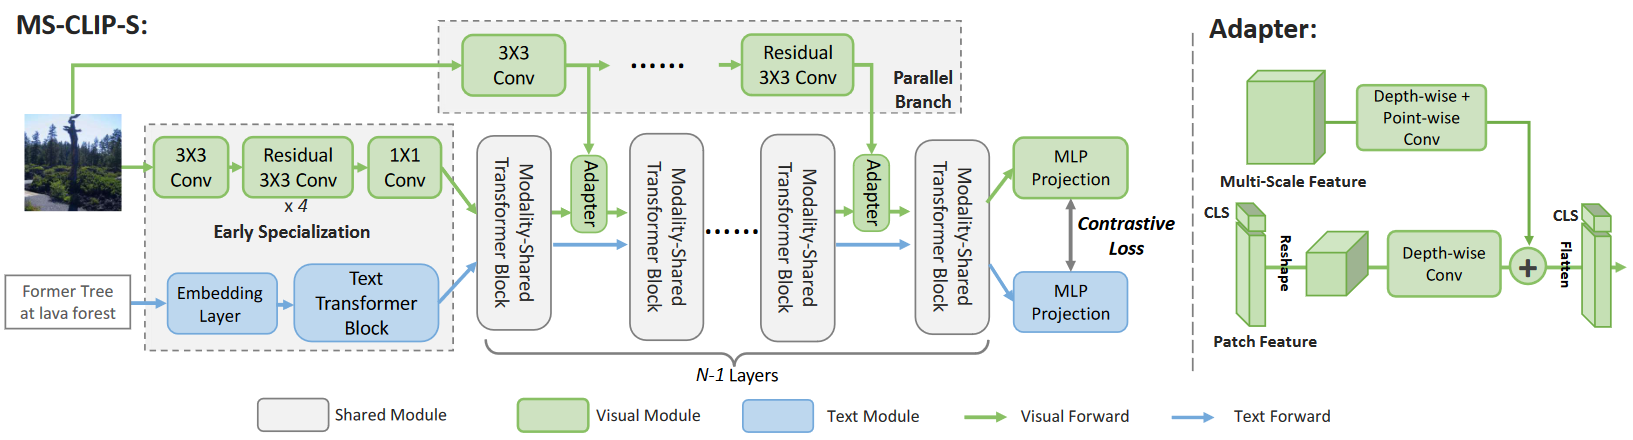 MS-CLIP-S:
3X3
Conv
......
Residual
3X3 Conv
Parallel
Branch
3X3
Conv
Residual
3X3 Conv
x 4
1X1
Conv
Early Specialization
Former Tree
at lava forest
Embedding
Layer
Text
Transformer
Block
Modality-Shared
Transformer Block
Adapter
Modality-Shared
Transformer Block
......
Modality-Shared
Transformer Block
Adapter
Modality-Shared
Transformer Block
MLP
Projection
Contrastive
Loss
MLP
Projection
N-1 Layers
Shared Module
Visual Module
Text Module
Visual Forward
Text Forward
Adapter:
Depth-wise +
Point-wise
Conv
Multi-Scale Feature
CLS
Reshape
Depth-wise
Conv
+
CLS
Flatten
Patch Feature